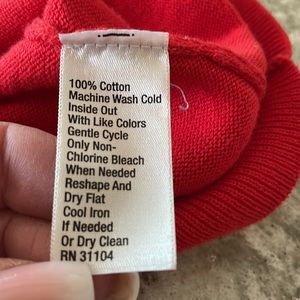 100% Cotton
Machine Wash Cold
Inside Out
With Like Colors
Gentle Cycle
Only Non-
Chlorine Bleach
When Needed
Reshape And
Dry Flat
Cool Iron
If Needed
Or Dry Clean
RN 31104